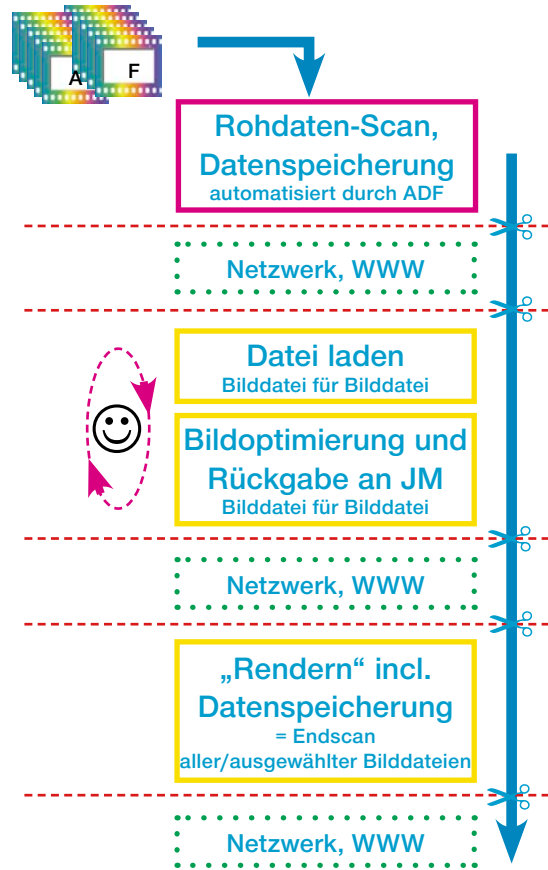 A
F
Rohdaten-Scan,
Datenspeicherung
automatisiert durch ADF
Netzwerk, WWW
Datei laden
Bilddatei für Bilddatei
Bildoptimierung und
Rückgabe an JM
Bilddatei für Bilddatei
Netzwerk, WWW
„Rendern“ incl.
Datenspeicherung
= Endscan
aller/ausgewählter Bilddateien
Netzwerk, WWW